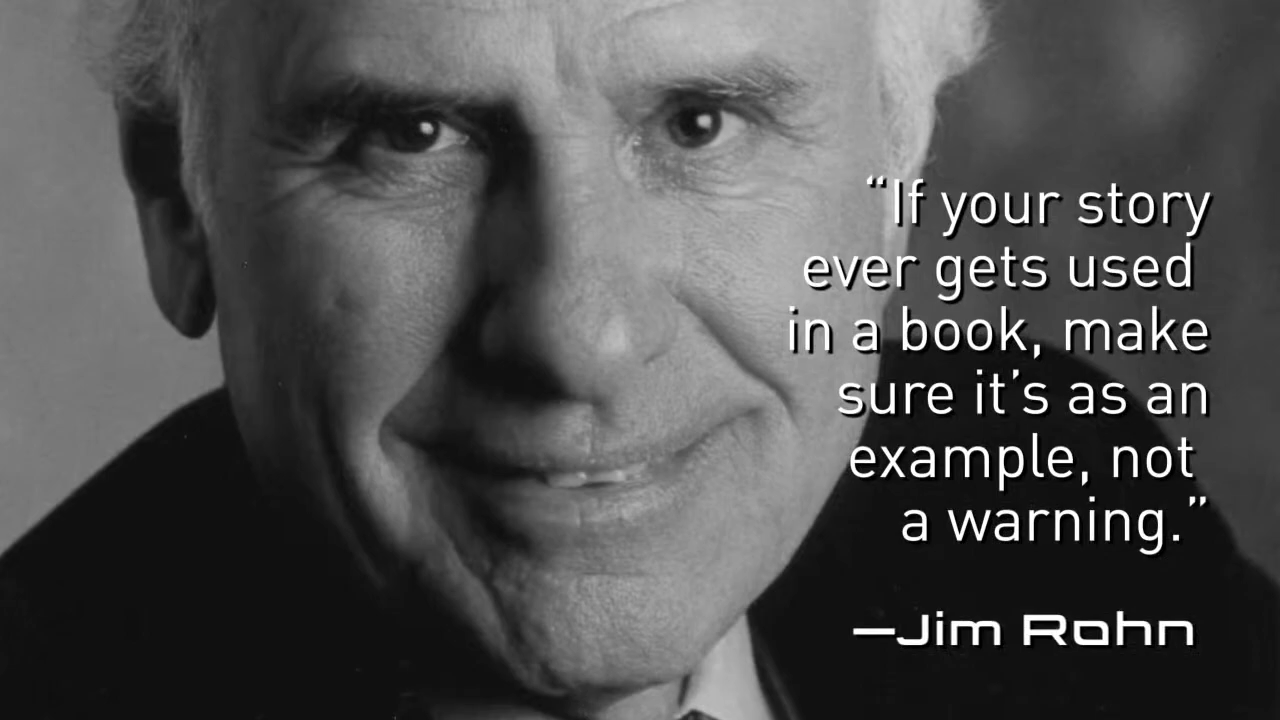 “If your story
ever gets used
in a book, make
sure it’s as an
example, not
a warning.”
—Jim Rohn